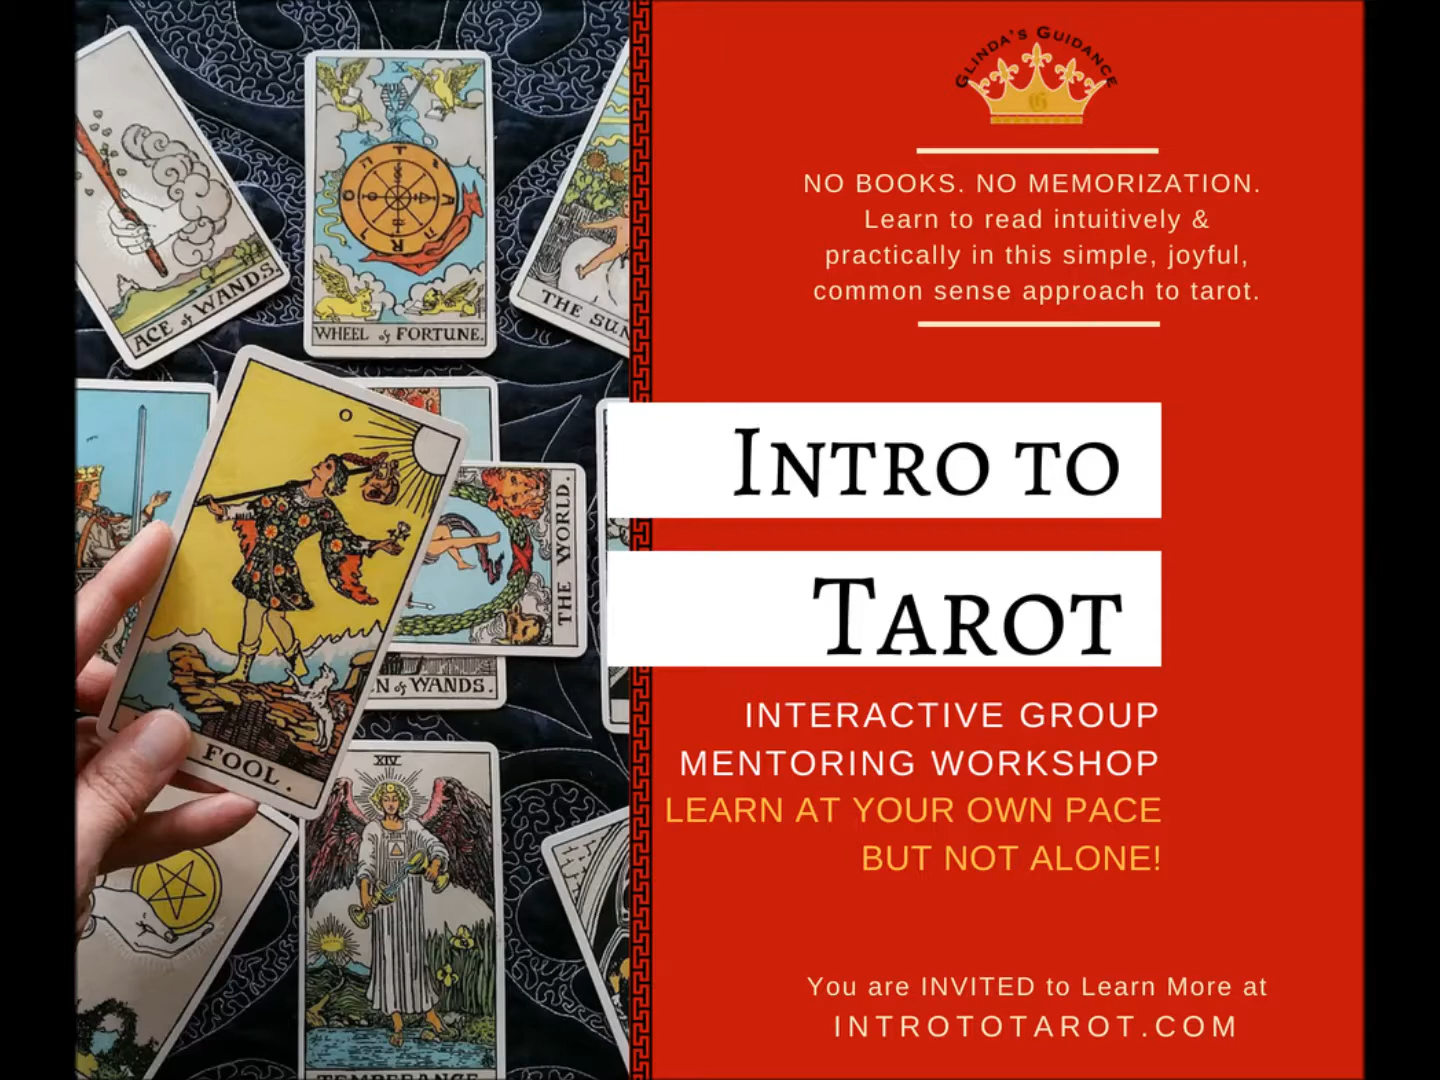 GLINDA'S GUIDANCE
G
NO BOOKS. NO MEMORIZATION.
Learn to read intuitively &
practically in this simple, joyful,
common sense approach to tarot.
INTRO TO
TAROT
INTERACTIVE GROUP
MENTORING WORKSHOP
LEARN AT YOUR OWN PACE
BUT NOT ALONE!
You are INVITED to Learn More at
INTROTOTAROT.COM
ACE of WANDS.
X
WHEEL of FORTUNE.
THE SUN
O
FOOL.
THE WORLD.
N of WANDS.
XIV
TEMPERANCE